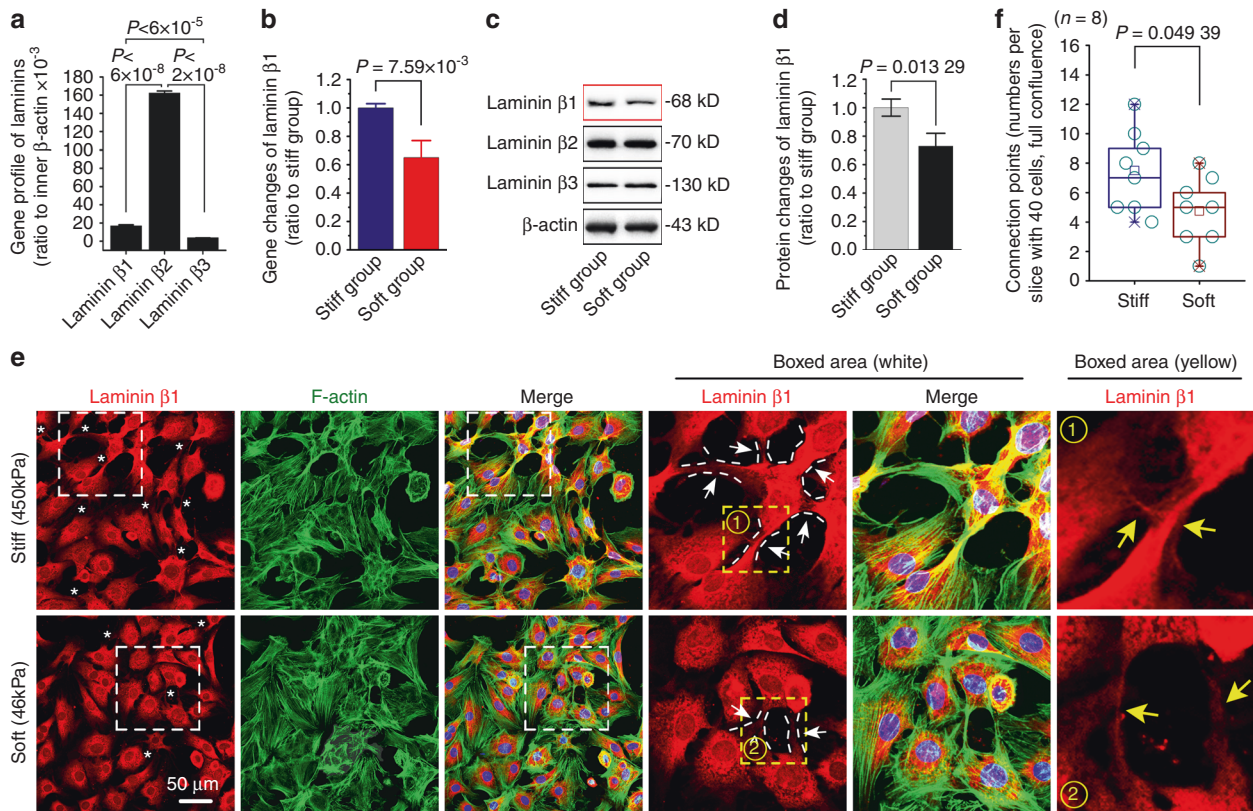 a
Gene profile of laminins
(ratio to inner β-actin ×10⁻³
P<6×10⁻⁵
P<
6×10⁻⁸
P<
2×10⁻⁸
180
160
140
120
100
80
60
40
20
0
Laminin β1
Laminin β2
Laminin β3
b
Gene changes of laminin β1
(ratio to stiff group)
P = 7.59×10⁻³
1.2
1.0
0.8
0.6
0.4
0.2
0.0
Stiff group
Soft group
c
Laminin β1
-68 kD
Laminin β2
-70 kD
Laminin β3
-130 kD
β-actin
-43 kD
Stiff group
Soft group
d
Protein changes of laminin β1
(ratio to stiff group)
P = 0.013 29
1.2
1.0
0.8
0.6
0.4
0.2
0.0
Stiff group
Soft group
f
(n = 8)
Connection points (numbers per
slice with 40 cells, full confluence)
P = 0.049 39
16
14
12
10
8
6
4
2
0
Stiff
Soft
e
Boxed area (white)
Boxed area (yellow)
Laminin β1
F-actin
Merge
Laminin β1
Merge
Laminin β1
Stiff (450kPa)
* * * * * * * * * *
1
1
Soft (46kPa)
* * * *
50 μm
2
2